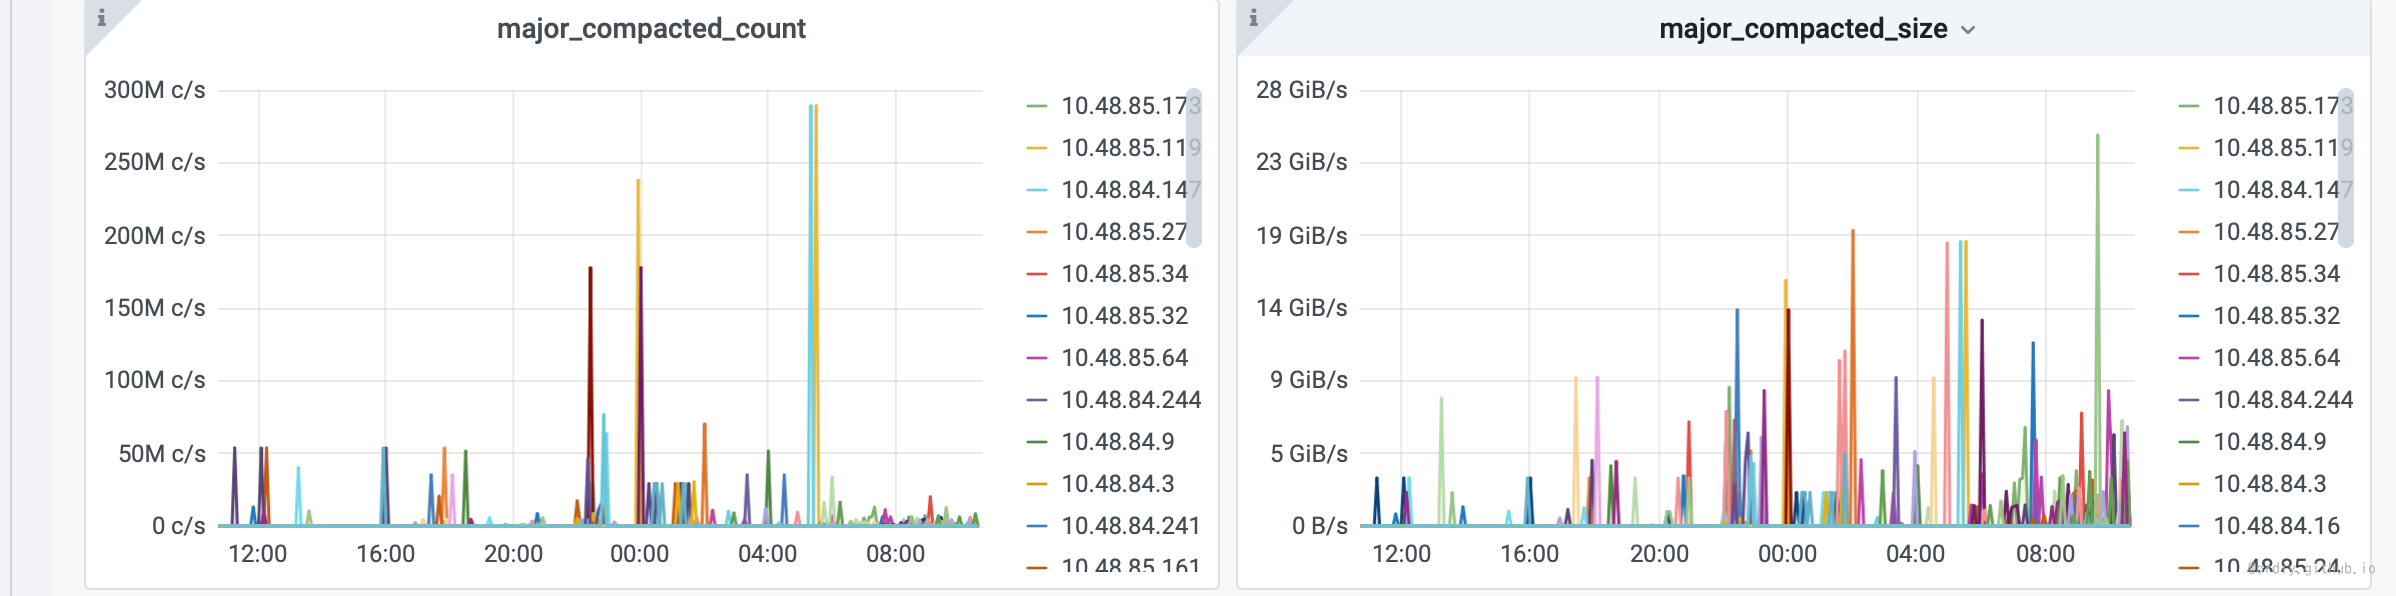 major_compacted_count
300M c/s
250M c/s
200M c/s
150M c/s
100M c/s
50M c/s
0 c/s
12:00 16:00 20:00 00:00 04:00 08:00
10.48.85.173
10.48.85.119
10.48.84.147
10.48.85.27
10.48.85.34
10.48.85.32
10.48.85.64
10.48.84.244
10.48.84.9
10.48.84.3
10.48.84.241
10.48.85.161
major_compacted_size
28 GiB/s
23 GiB/s
19 GiB/s
14 GiB/s
9 GiB/s
5 GiB/s
0 B/s
12:00 16:00 20:00 00:00 04:00 08:00
10.48.85.173
10.48.85.119
10.48.84.147
10.48.85.27
10.48.85.34
10.48.85.32
10.48.85.64
10.48.84.244
10.48.84.9
10.48.84.3
10.48.84.16
10.48.85.24